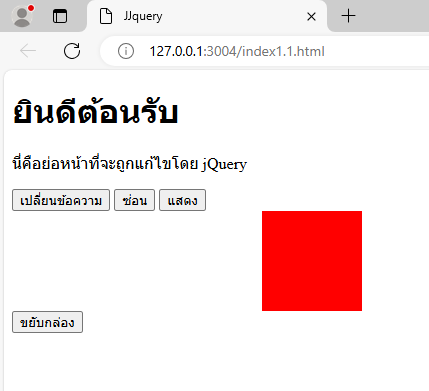 JJquery
127.0.0.1:3004/index1.1.html
ยินดีต้อนรับ
นี่คือย่อหน้าที่จะถูกแก้ไขโดย jQuery
เปลี่ยนข้อความ ซ่อน แสดง
ขยับกล่อง